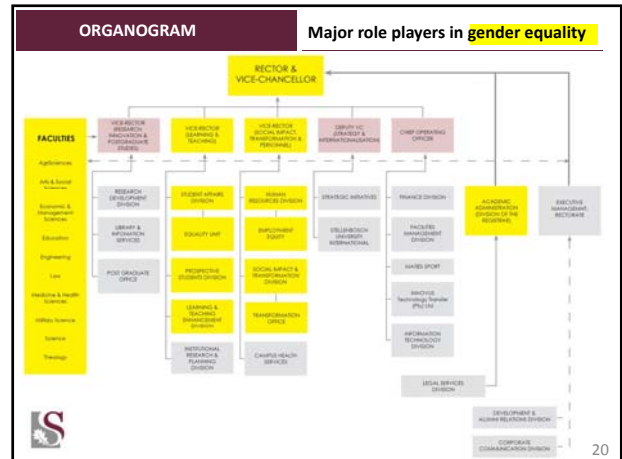 ORGANOGRAM
Major role players in gender equality
RECTOR &
VICE-CHANCELLOR
FACULTIES
AgriSciences
Arts & Social
Sciences
Economic &
Management
Sciences
Education
Engineering
Law
Medicine & Health
Sciences
Military Science
Science
Theology
VICE-RECTOR
(RESEARCH
INNOVATION &
POSTGRADUATE
STUDIES)
RESEARCH
DEVELOPMENT
DIVISION
LIBRARY &
INFORMATION
SERVICES
POST GRADUATE
OFFICE
VICE-RECTOR
(LEARNING &
TEACHING)
STUDENT AFFAIRS
DIVISION
EQUALITY UNIT
PROSPECTIVE
STUDENTS DIVISION
LEARNING &
TEACHING
ENHANCEMENT
DIVISION
INSTITUTIONAL
RESEARCH &
PLANNING
DIVISION
VICE-RECTOR
(SOCIAL IMPACT,
TRANSFORMATION &
PERSONNEL)
HUMAN
RESOURCES DIVISION
EMPLOYMENT
EQUITY
SOCIAL IMPACT &
TRANSFORMATION
DIVISION
TRANSFORMATION
OFFICE
CAMPUS HEALTH
SERVICES
DEPUTY VC
(STRATEGY &
INTERNATIONALISATION)
STRATEGIC INITIATIVES
STELLENBOSCH
UNIVERSITY
INTERNATIONAL
CHIEF OPERATING
OFFICER
FINANCE DIVISION
FACILITIES
MANAGEMENT
DIVISION
MATIES SPORT
INNOVUS
Technology Transfer
(Pty) Ltd
INFORMATION
TECHNOLOGY
DIVISION
ACADEMIC
ADMINISTRATION
(DIVISION OF THE
REGISTRAR)
EXECUTIVE
MANAGEMENT,
RECTORATE
LEGAL SERVICES
DIVISION
DEVELOPMENT &
ALUMNI RELATIONS DIVISION
CORPORATE
COMMUNICATION DIVISION
20